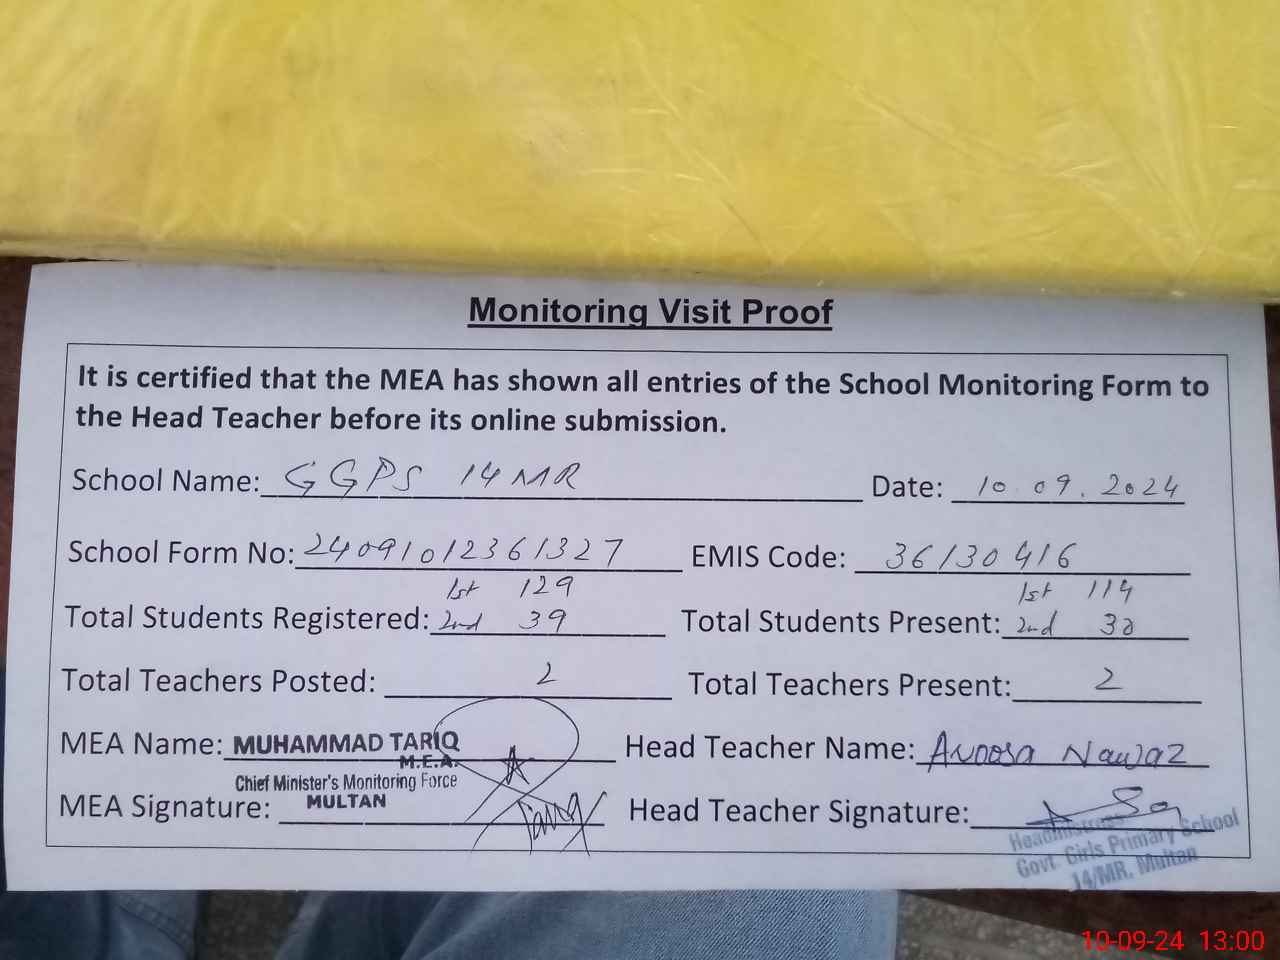 Monitoring Visit Proof
It is certified that the MEA has shown all entries of the School Monitoring Form to
the Head Teacher before its online submission.
School Name: GGPS 14 MR Date: 10.09.2024
School Form No: 24091012361327 EMIS Code: 36130416
1st 129 1st 114
Total Students Registered: 2nd 39 Total Students Present: 2nd 38
Total Teachers Posted: 2 Total Teachers Present: 2
MEA Name: MUHAMMAD TARIQ Head Teacher Name: Avoosa Nawaz
M.E.A.
Chief Minister's Monitoring Force
MULTAN
MEA Signature: Tariq Head Teacher Signature:
Headmistress
Govt. Girls Primary School
14/MR. Multan
10-09-24 13:00